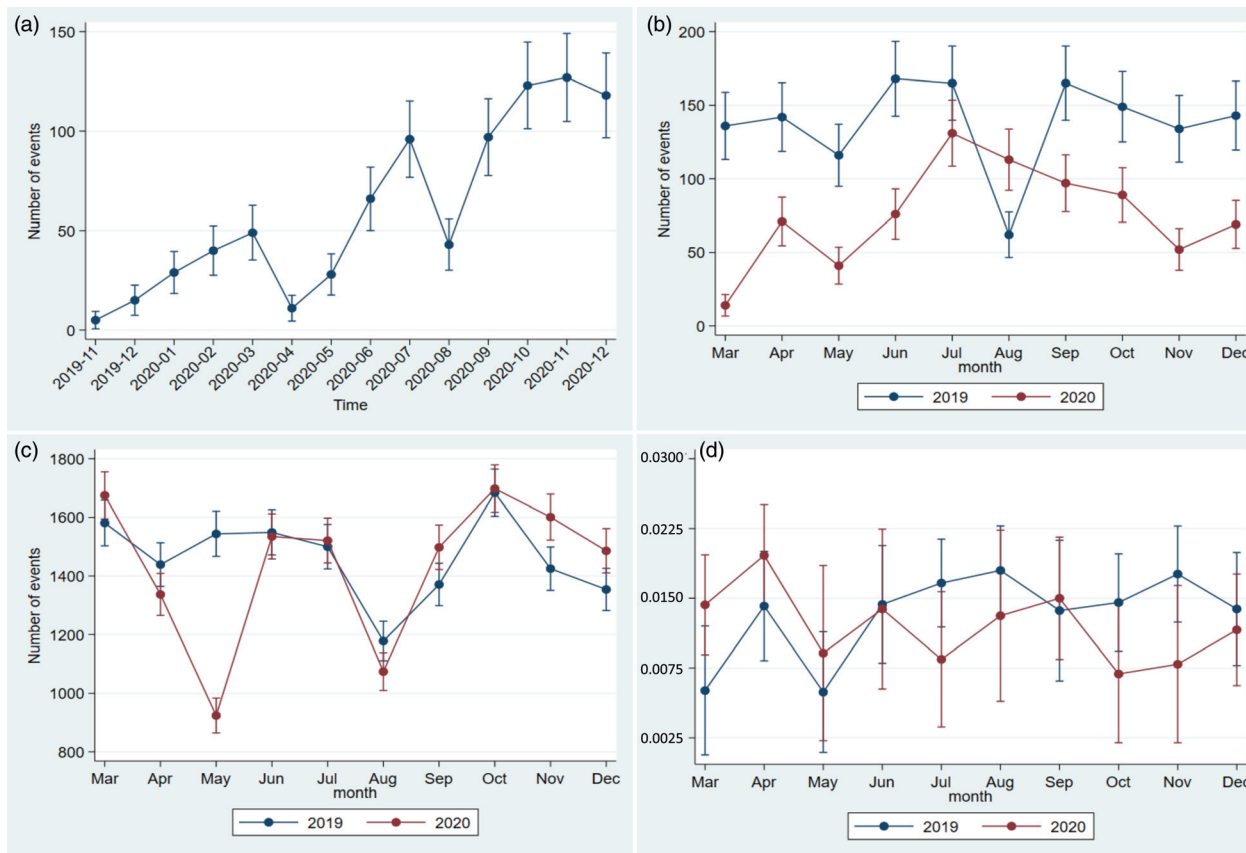 (a)
Number of events
150
100
50
0
2019-11
2019-12
2020-01
2020-02
2020-03
2020-04
2020-05
2020-06
2020-07
2020-08
2020-09
2020-10
2020-11
2020-12
Time
(b)
Number of events
200
150
100
50
0
Mar Apr May Jun Jul Aug Sep Oct Nov Dec
month
2019 2020
(c)
Number of events
1800
1600
1400
1200
1000
800
Mar Apr May Jun Jul Aug Sep Oct Nov Dec
month
2019 2020
(d)
0.0300
0.0225
0.0150
0.0075
0.0025
Mar Apr May Jun Jul Aug Sep Oct Nov Dec
month
2019 2020